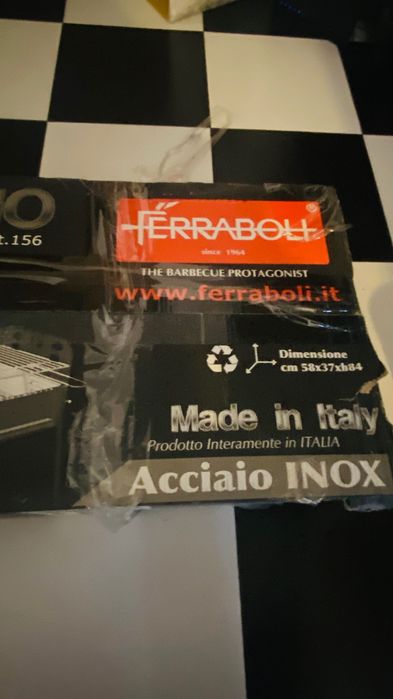 t.156
FERRABOLI®
since 1964
THE BARBECUE PROTAGONIST
www.ferraboli.it
Dimensione
cm 58x37xh84
Made in Italy
Prodotto Interamente in ITALIA
Acciaio INOX